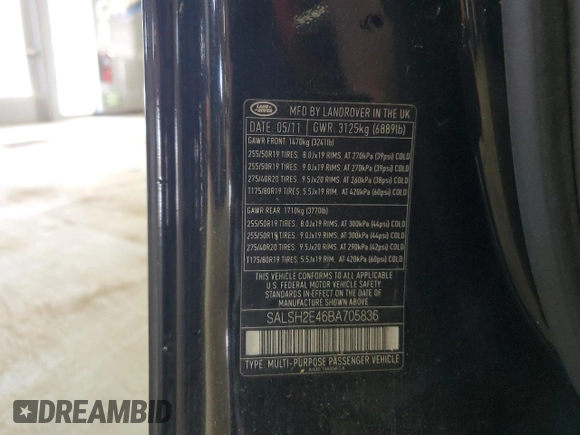 LAND ROVER
MFD BY LANDROVER IN THE UK
DATE: 05/11 GWR: 3125kg (6889lb)
GAWR FRONT: 1470kg (3241lb)
255/50R19 TIRES. 8.0Jx19 RIMS. AT 270kPa (39psi) COLD
255/50R19 TIRES. 9.0Jx19 RIMS. AT 270kPa (39psi) COLD
275/40R20 TIRES. 9.5Jx20 RIMS. AT 260kPa (38psi) COLD
T175/80R19 TIRES. 5.5Jx19 RIM. AT 420kPa (60psi) COLD
GAWR REAR: 1710kg (3770lb)
255/50R19 TIRES. 8.0Jx19 RIMS. AT 300kPa (44psi) COLD
255/50R19 TIRES. 9.0Jx19 RIMS. AT 300kPa (44psi) COLD
275/40R20 TIRES. 9.5Jx20 RIMS. AT 290kPa (42psi) COLD
T175/80R19 TIRES. 5.5Jx19 RIM. AT 420kPa (60psi) COLD
THIS VEHICLE CONFORMS TO ALL APPLICABLE
U.S. FEDERAL MOTOR VEHICLE SAFETY
STANDARDS IN EFFECT ON THE DATE OF
MANUFACTURE SHOWN ABOVE
SALSH2E46BA705836
TYPE: MULTI-PURPOSE PASSENGER VEHICLE
DREAMBID